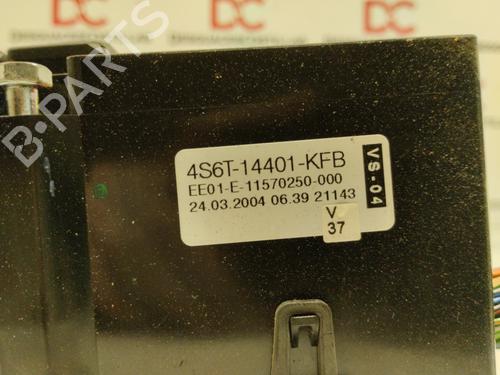 DC
DC
DC
B-PARTS
4S6T-14401-KFB
EE01-E-11570250-000
24.03.2004 06.39 21143
VS.04
V
37